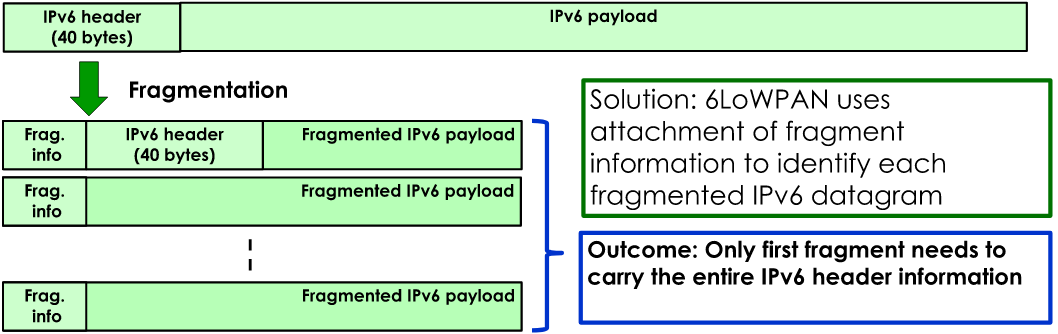 IPv6 header
(40 bytes)
IPv6 payload
Fragmentation
Frag.
info
IPv6 header
(40 bytes)
Fragmented IPv6 payload
Frag.
info
Fragmented IPv6 payload
Frag.
info
Fragmented IPv6 payload
Solution: 6LoWPAN uses
attachment of fragment
information to identify each
fragmented IPv6 datagram
Outcome: Only first fragment needs to
carry the entire IPv6 header information